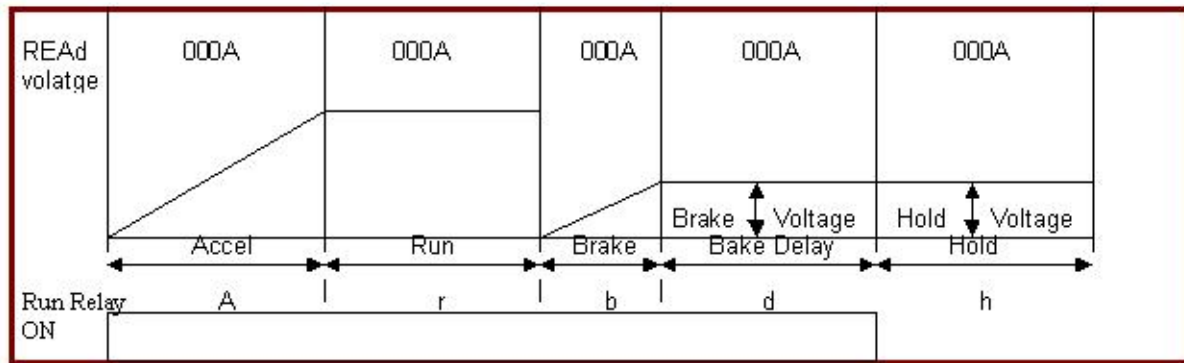 REAd 000A 000A 000A 000A 000A
volatge
Brake Voltage Hold Voltage
Accel Run Brake Bake Delay Hold
Run Relay A r b d h
ON